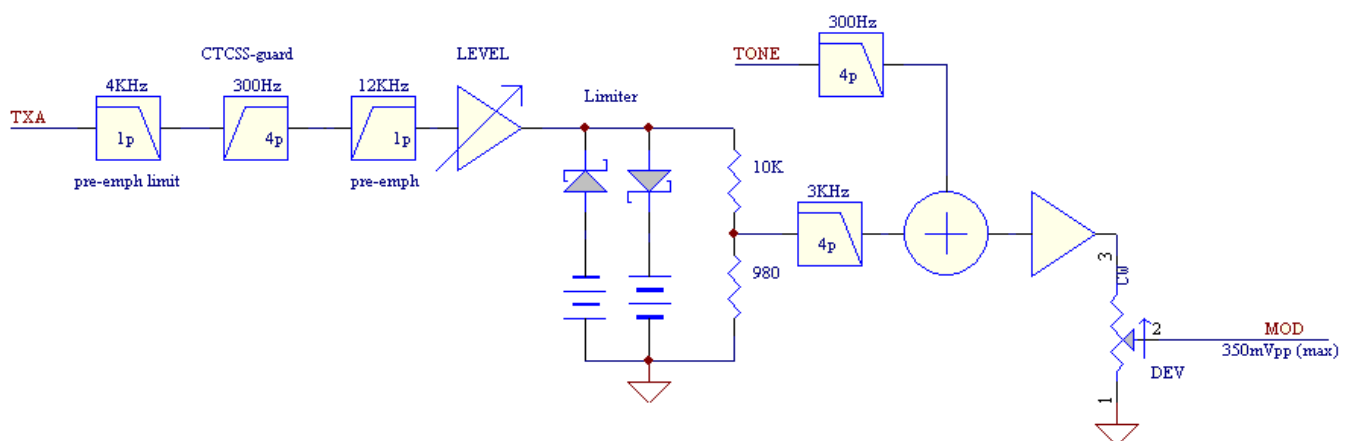 300Hz
CTCSS-guard
LEVEL
TONE
4KHz
300Hz
12KHz
4p
Limiter
TXA
1p
4p
1p
10K
pre-emph limit
pre-emph
3KHz
4p
980
3
CW
2
MOD
350mVpp (max)
DEV
1